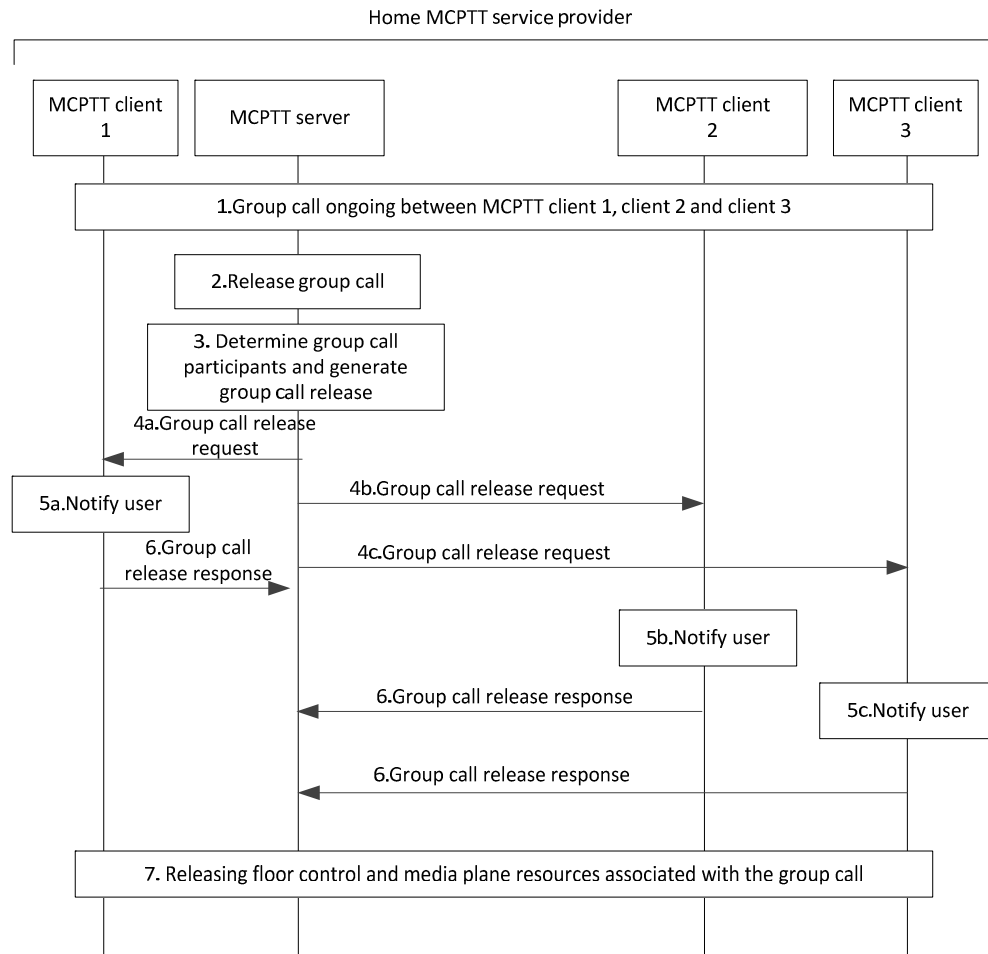 Home MCPTT service provider
MCPTT client
1
MCPTT server
MCPTT client
2
MCPTT client
3
1.Group call ongoing between MCPTT client 1, client 2 and client 3
2.Release group call
3. Determine group call
participants and generate
group call release
4a.Group call release
request
5a.Notify user
4b.Group call release request
6.Group call
release response
4c.Group call release request
5b.Notify user
6.Group call release response
5c.Notify user
6.Group call release response
7. Releasing floor control and media plane resources associated with the group call